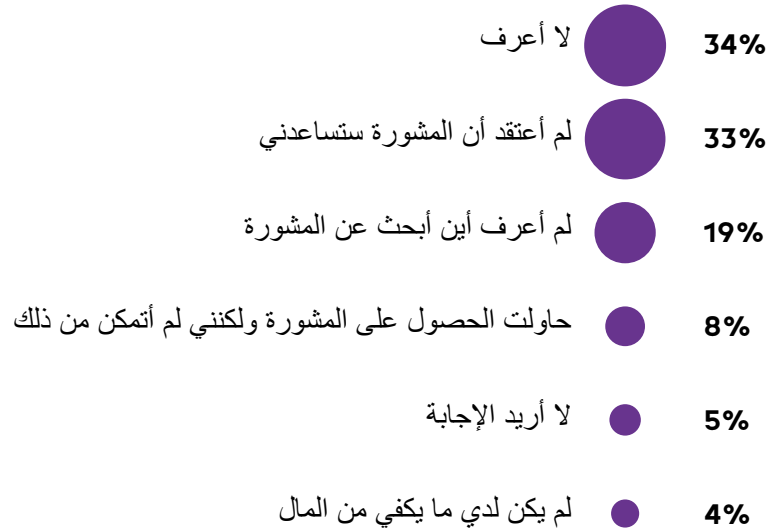 34% لا أعرف
33% لم أعتقد أن المشورة ستساعدني
19% لم أعرف أين أبحث عن المشورة
8% حاولت الحصول على المشورة ولكنني لم أتمكن من ذلك
5% لا أريد الإجابة
4% لم يكن لدي ما يكفي من المال